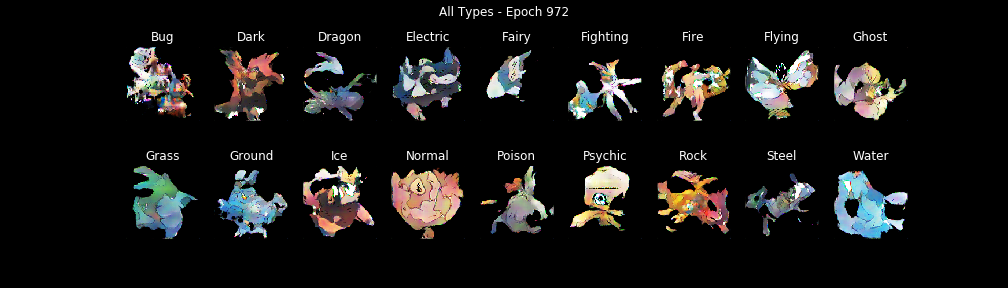 All Types - Epoch 972
Bug Dark Dragon Electric Fairy Fighting Fire Flying Ghost
Grass Ground Ice Normal Poison Psychic Rock Steel Water